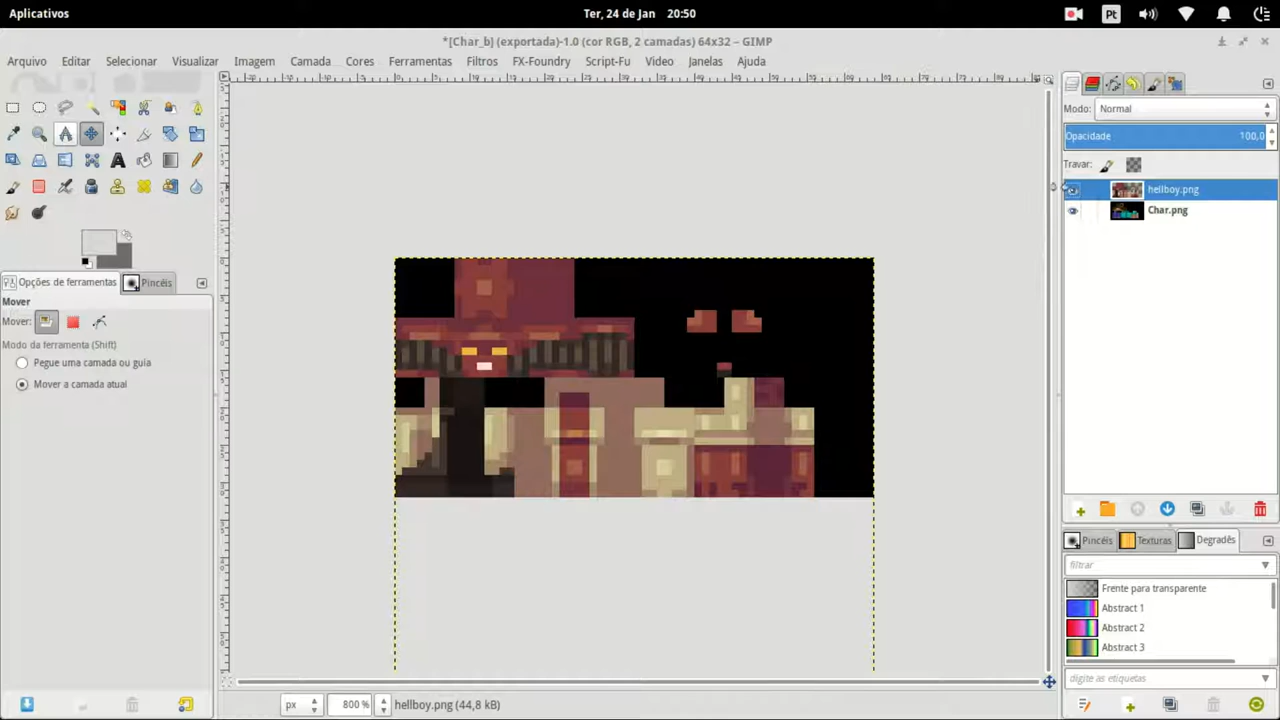 Aplicativos
Ter, 24 de Jan 20:50
Pt
*[Char_b] (exportada)-1.0 (cor RGB, 2 camadas) 64x32 – GIMP
Arquivo Editar Selecionar Visualizar Imagem Camada Cores Ferramentas Filtros FX-Foundry Script-Fu Video Janelas Ajuda
Modo: Normal
Opacidade 100,0
Travar:
hellboy.png
Char.png
Opções de ferramentas Pincéis
Mover
Mover:
Modo da ferramenta (Shift)
Pegue uma camada ou guia
Mover a camada atual
Pincéis Texturas Degradês
filtrar
Frente para transparente
Abstract 1
Abstract 2
Abstract 3
digite as etiquetas
px 800 % hellboy.png (44,8 kB)